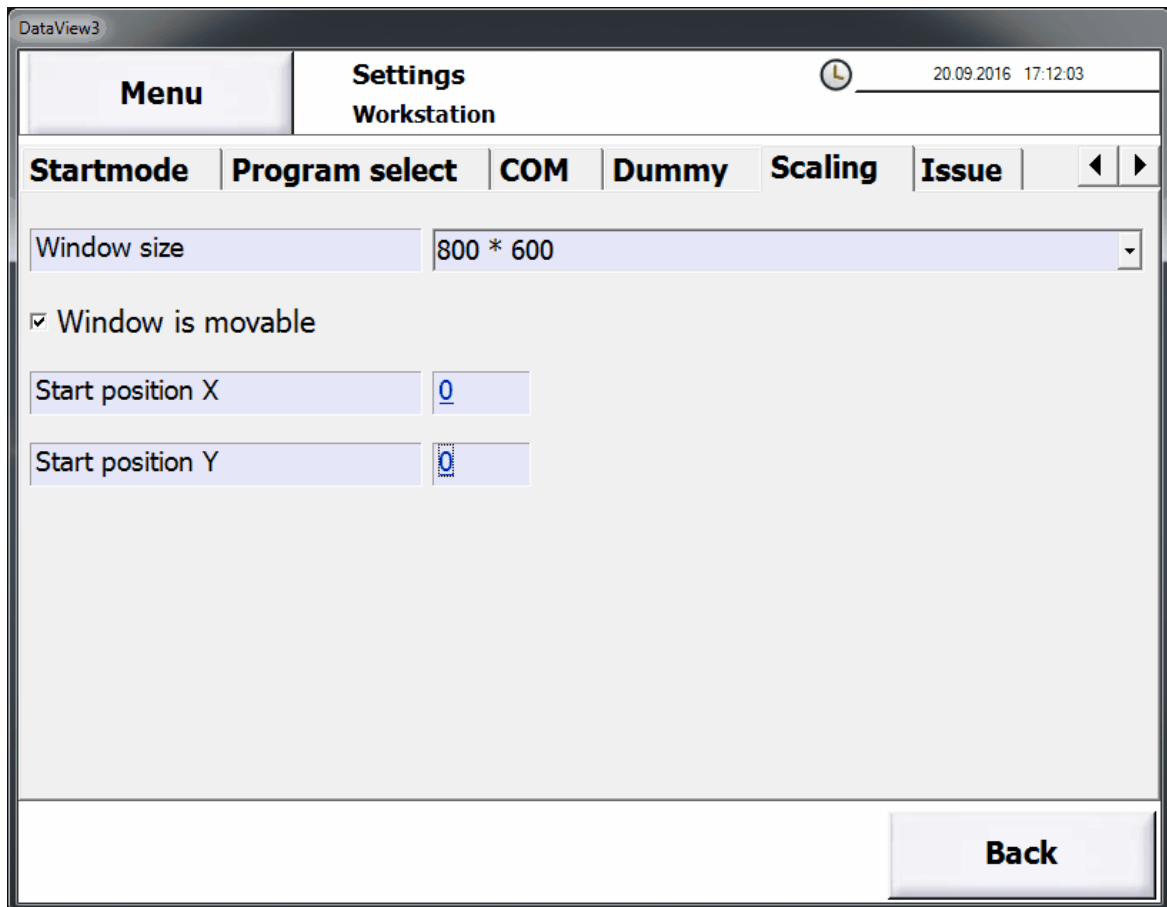 DataView3
Menu
Settings
Workstation
20.09.2016 17:12:03
Startmode Program select COM Dummy Scaling Issue
Window size 800 * 600
Window is movable
Start position X 0
Start position Y 0
Back